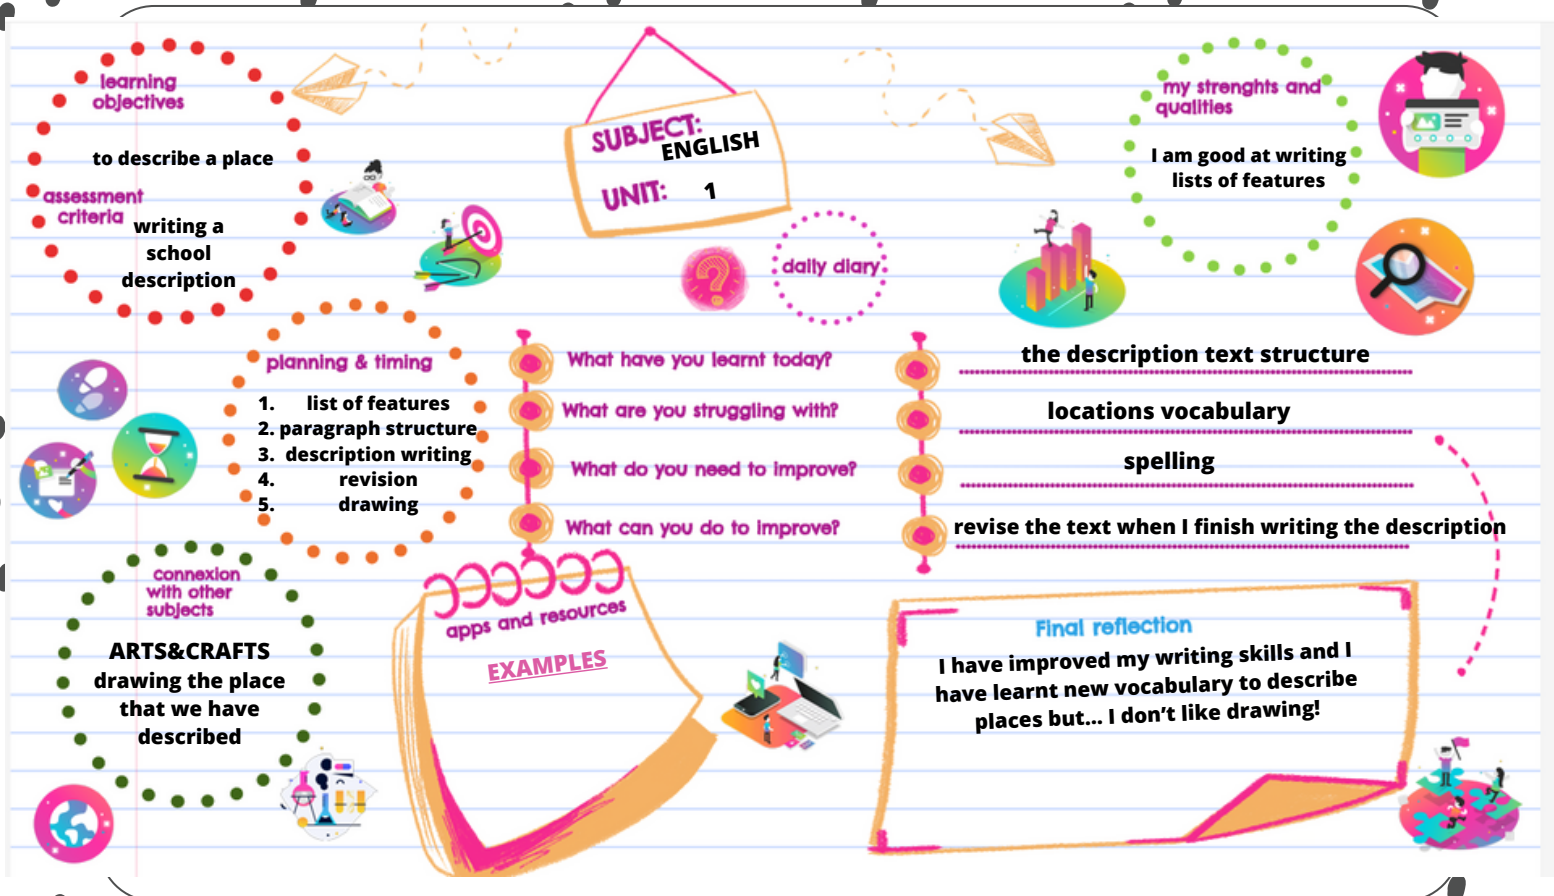 learning
objectives
to describe a place
assessment
criteria
writing a
school
description
SUBJECT:
ENGLISH
UNIT: 1
my strenghts and
qualities
I am good at writing
lists of features
daily diary
planning & timing
1. list of features
2. paragraph structure
3. description writing
4. revision
5. drawing
What have you learnt today?
the description text structure
What are you struggling with?
locations vocabulary
What do you need to improve?
spelling
What can you do to improve?
revise the text when I finish writing the description
connexion
with other
subjects
ARTS&CRAFTS
drawing the place
that we have
described
apps and resources
EXAMPLES
Final reflection
I have improved my writing skills and I
have learnt new vocabulary to describe
places but... I don't like drawing!